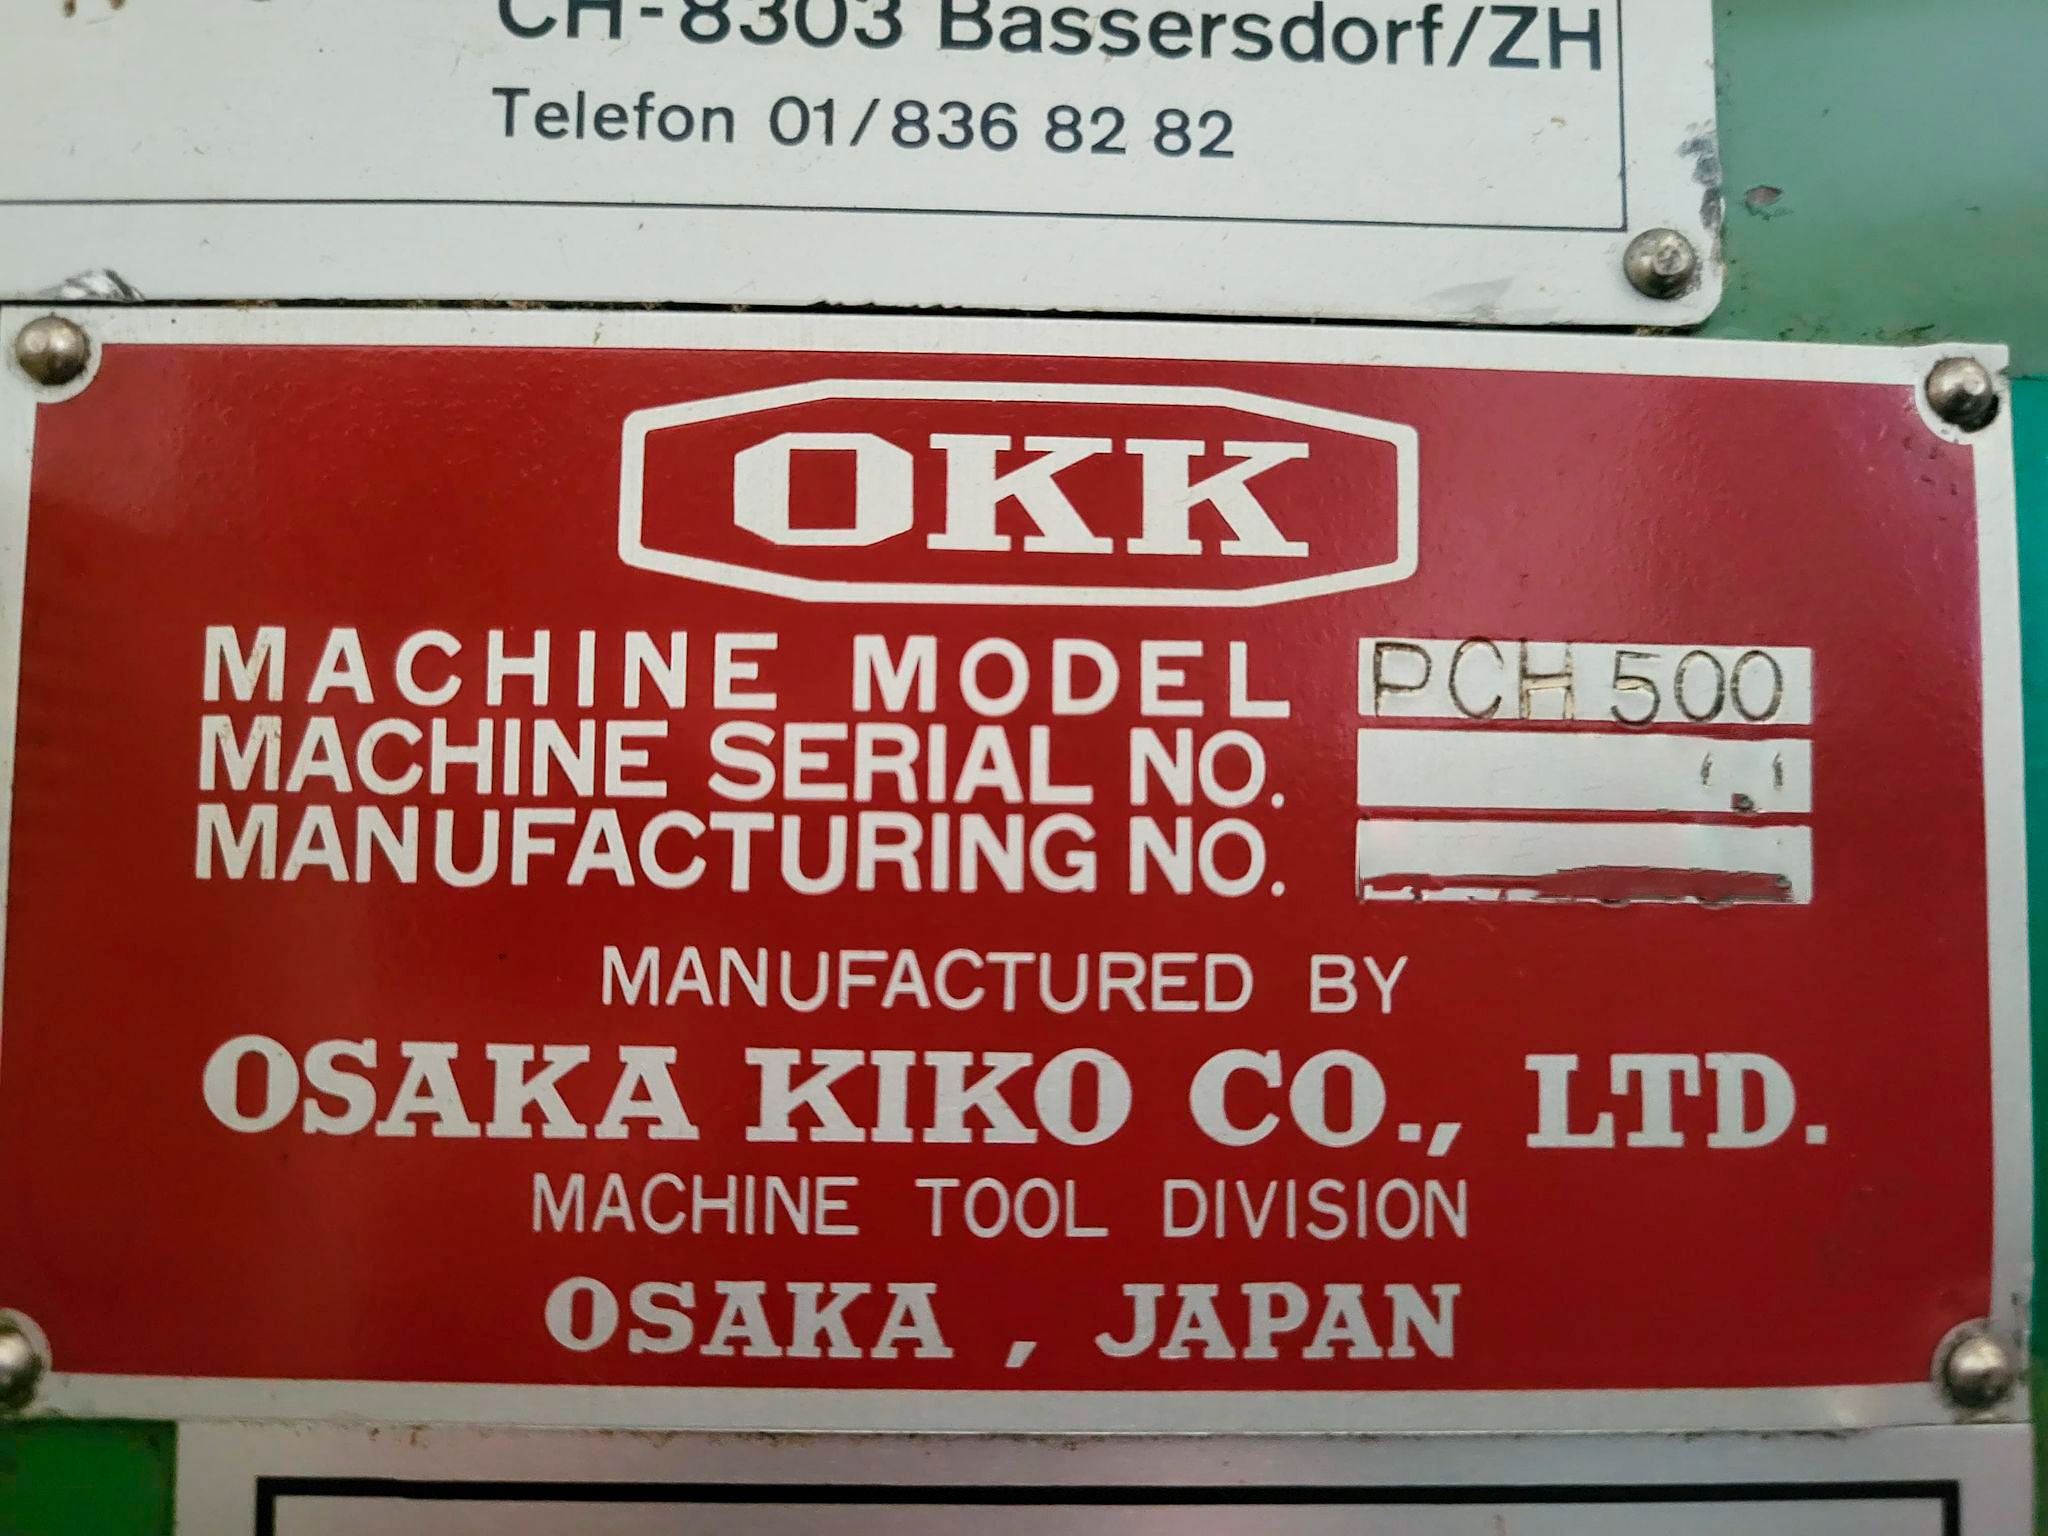 CH-8303 Bassersdorf/ZH
Telefon 01/836 82 82
OKK
MACHINE MODEL PCH 500
MACHINE SERIAL NO.
MANUFACTURING NO.
MANUFACTURED BY
OSAKA KIKO CO., LTD.
MACHINE TOOL DIVISION
OSAKA , JAPAN